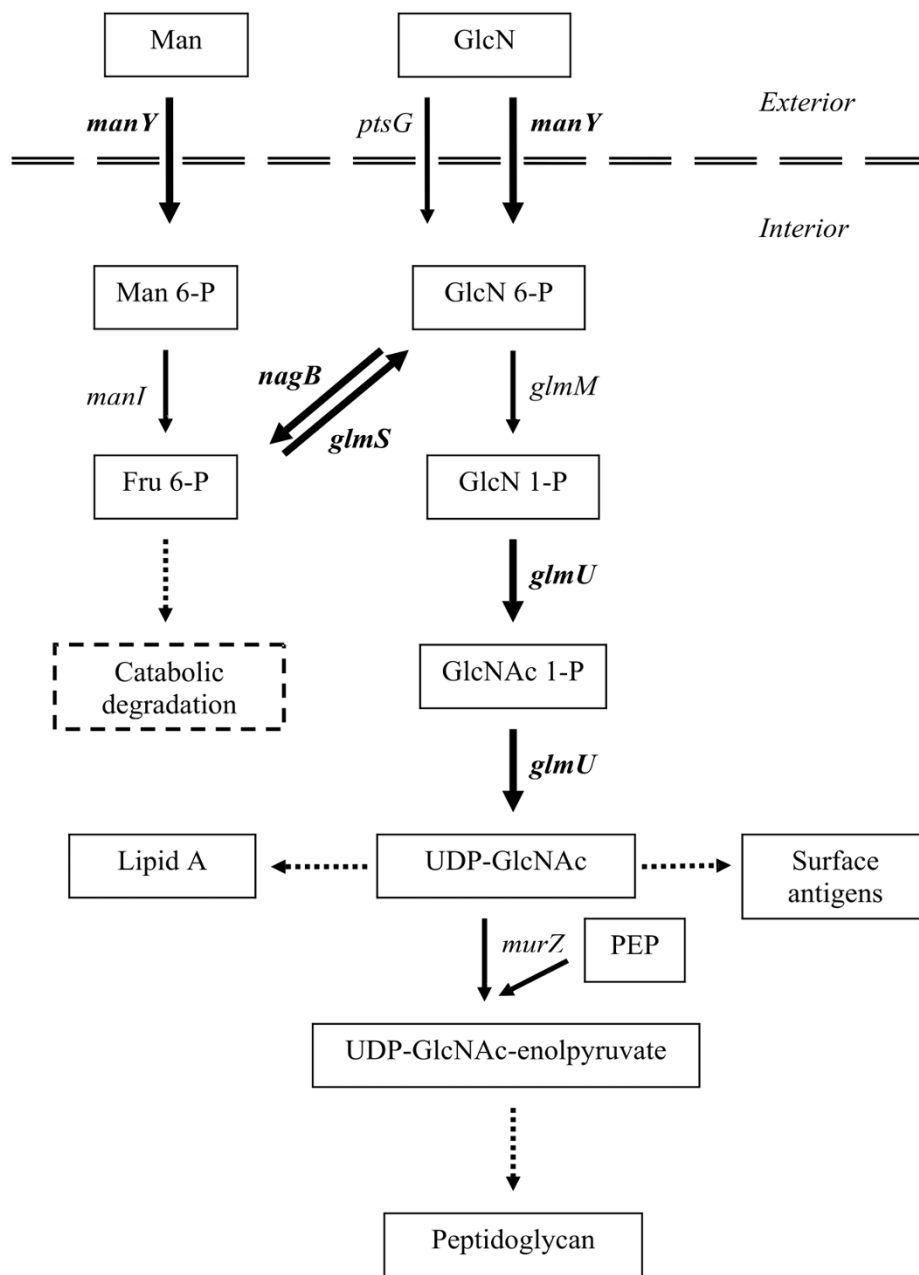 Man
GlcN
manY
ptsG
manY
Exterior
Interior
Man 6-P
GlcN 6-P
manI
nagB
glmS
glmM
Fru 6-P
GlcN 1-P
glmU
Catabolic
degradation
GlcNAc 1-P
glmU
Lipid A
UDP-GlcNAc
Surface
antigens
murZ
PEP
UDP-GlcNAc-enolpyruvate
Peptidoglycan